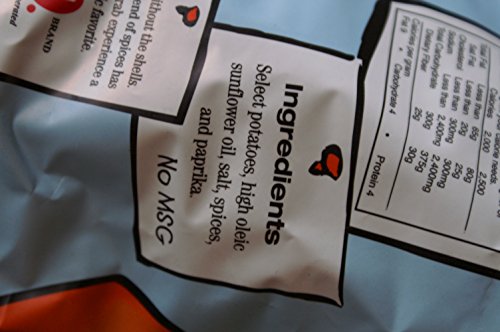 without the shells.
end of spices has
rab experience a
c favorite.
BRAND
Ingredients
Select potatoes, high oleic
sunflower oil, salt, spices,
and paprika.
No MSG
Calories 2,000 2,500
Total Fat Less than 65g 80g
Sat Fat Less than 20g 25g
Cholesterol Less than 300mg 300mg
Sodium Less than 2,400mg 2,400mg
Total Carbohydrate 300g 375g
Dietary Fiber 25g 30g
Calories per gram
Fat 9 • Carbohydrate 4 • Protein 4